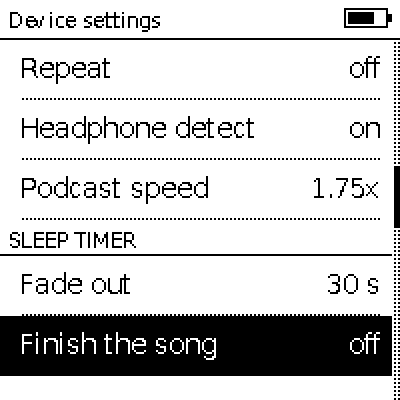 Device settings
Repeat off
Headphone detect on
Podcast speed 1.75x
SLEEP TIMER
Fade out 30 s
Finish the song off